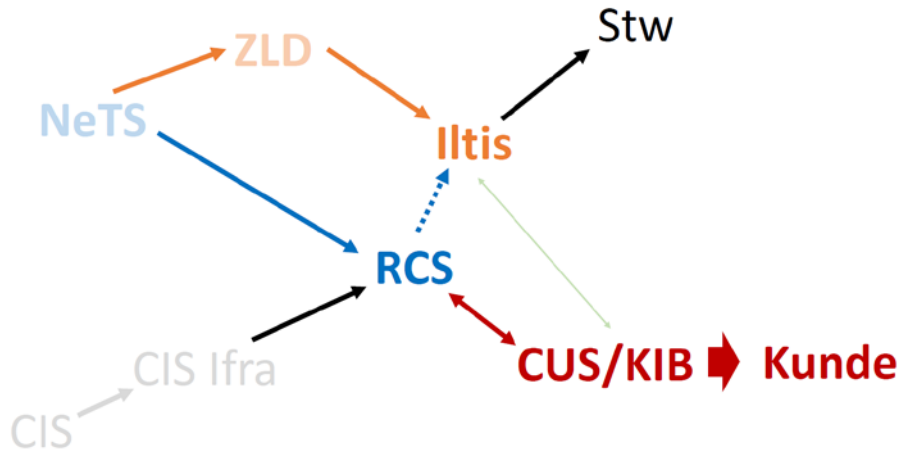 Stw
ZLD
NeTS
Iltis
RCS
CIS Ifra
CUS/KIB
Kunde
CIS